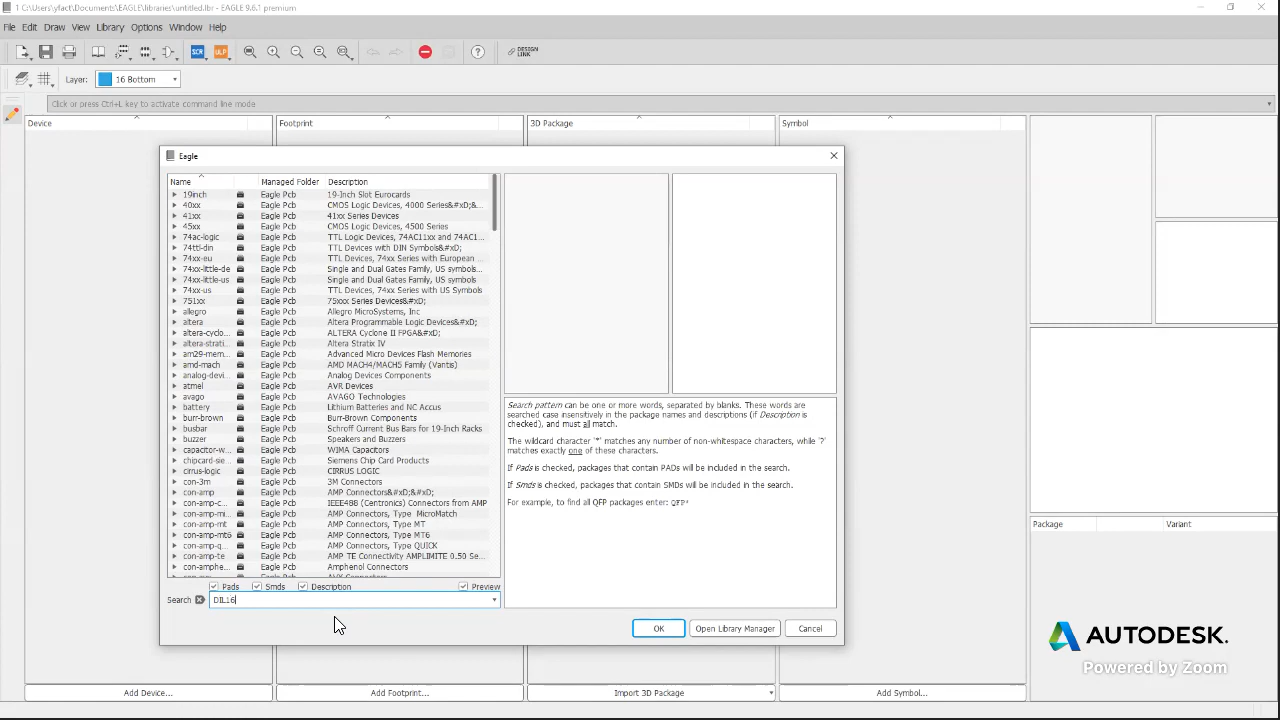 1 C:\Users\yfact\Documents\EAGLE\libraries\untitled.lbr - EAGLE 9.6.1 premium
File Edit Draw View Library Options Window Help
SCR ULP DESIGN LINK
Layer: 16 Bottom
Click or press Ctrl+L key to activate command line mode
Device Footprint 3D Package Symbol
Eagle
Name Managed Folder Description
19inch Eagle Pcb 19-Inch Slot Eurocards
40xx Eagle Pcb CMOS Logic Devices, 4000 Series&#xD;&...
41xx Eagle Pcb 41xx Series Devices
45xx Eagle Pcb CMOS Logic Devices, 4500 Series
74ac-logic Eagle Pcb TTL Logic Devices, 74AC11xx and 74AC1...
74ttl-din Eagle Pcb TTL Devices with DIN Symbols&#xD;
74xx-eu Eagle Pcb TTL Devices, 74xx Series with European ...
74xx-little-de Eagle Pcb Single and Dual Gates Family, US symbols...
74xx-little-us Eagle Pcb Single and Dual Gates Family, US symbols
74xx-us Eagle Pcb TTL Devices, 74xx Series with US Symbols
751xx Eagle Pcb 75xxx Series Devices&#xD;
allegro Eagle Pcb Allegro MicroSystems, Inc
altera Eagle Pcb Altera Programmable Logic Devices&#xD;
altera-cyclo... Eagle Pcb ALTERA Cyclone II FPGA&#xD;
altera-strati... Eagle Pcb Altera Stratix IV
am29-mem... Eagle Pcb Advanced Micro Devices Flash Memories
amd-mach Eagle Pcb AMD MACH4/MACH5 Family (Vantis)
analog-devi... Eagle Pcb Analog Devices Components
atmel Eagle Pcb AVR Devices
avago Eagle Pcb AVAGO Technologies
battery Eagle Pcb Lithium Batteries and NC Accus
burr-brown Eagle Pcb Burr-Brown Components
busbar Eagle Pcb Schroff Current Bus Bars for 19-Inch Racks
buzzer Eagle Pcb Speakers and Buzzers
capacitor-w... Eagle Pcb WIMA Capacitors
chipcard-sie... Eagle Pcb Siemens Chip Card Products
cirrus-logic Eagle Pcb CIRRUS LOGIC
con-3m Eagle Pcb 3M Connectors
con-amp Eagle Pcb AMP Connectors&#xD;&#xD;
con-amp-c... Eagle Pcb IEEE488 (Centronics) Connectors from AMP
con-amp-mi... Eagle Pcb AMP Connectors, Type MicroMatch
con-amp-mt Eagle Pcb AMP Connectors, Type MT
con-amp-mt6 Eagle Pcb AMP Connectors, Type MT6
con-amp-q... Eagle Pcb AMP Connectors, Type QUICK
con-amp-te Eagle Pcb AMP TE Connectivity AMPLIMITE 0.50 Se...
con-amphe... Eagle Pcb Amphenol Connectors
Pads Smds Description Preview
Search DIL16
Search pattern can be one or more words, separated by blanks. These words are
searched case insensitively in the package names and descriptions (if Description is
checked), and must all match.
The wildcard character '*' matches any number of non-whitespace characters, while '?'
matches exactly one of these characters.
If Pads is checked, packages that contain PADs will be included in the search.
If Smds is checked, packages that contain SMDs will be included in the search.
For example, to find all QFP packages enter: QFP*
OK Open Library Manager Cancel
Package Variant
AUTODESK.
Powered by Zoom
Add Device... Add Footprint... Import 3D Package Add Symbol...